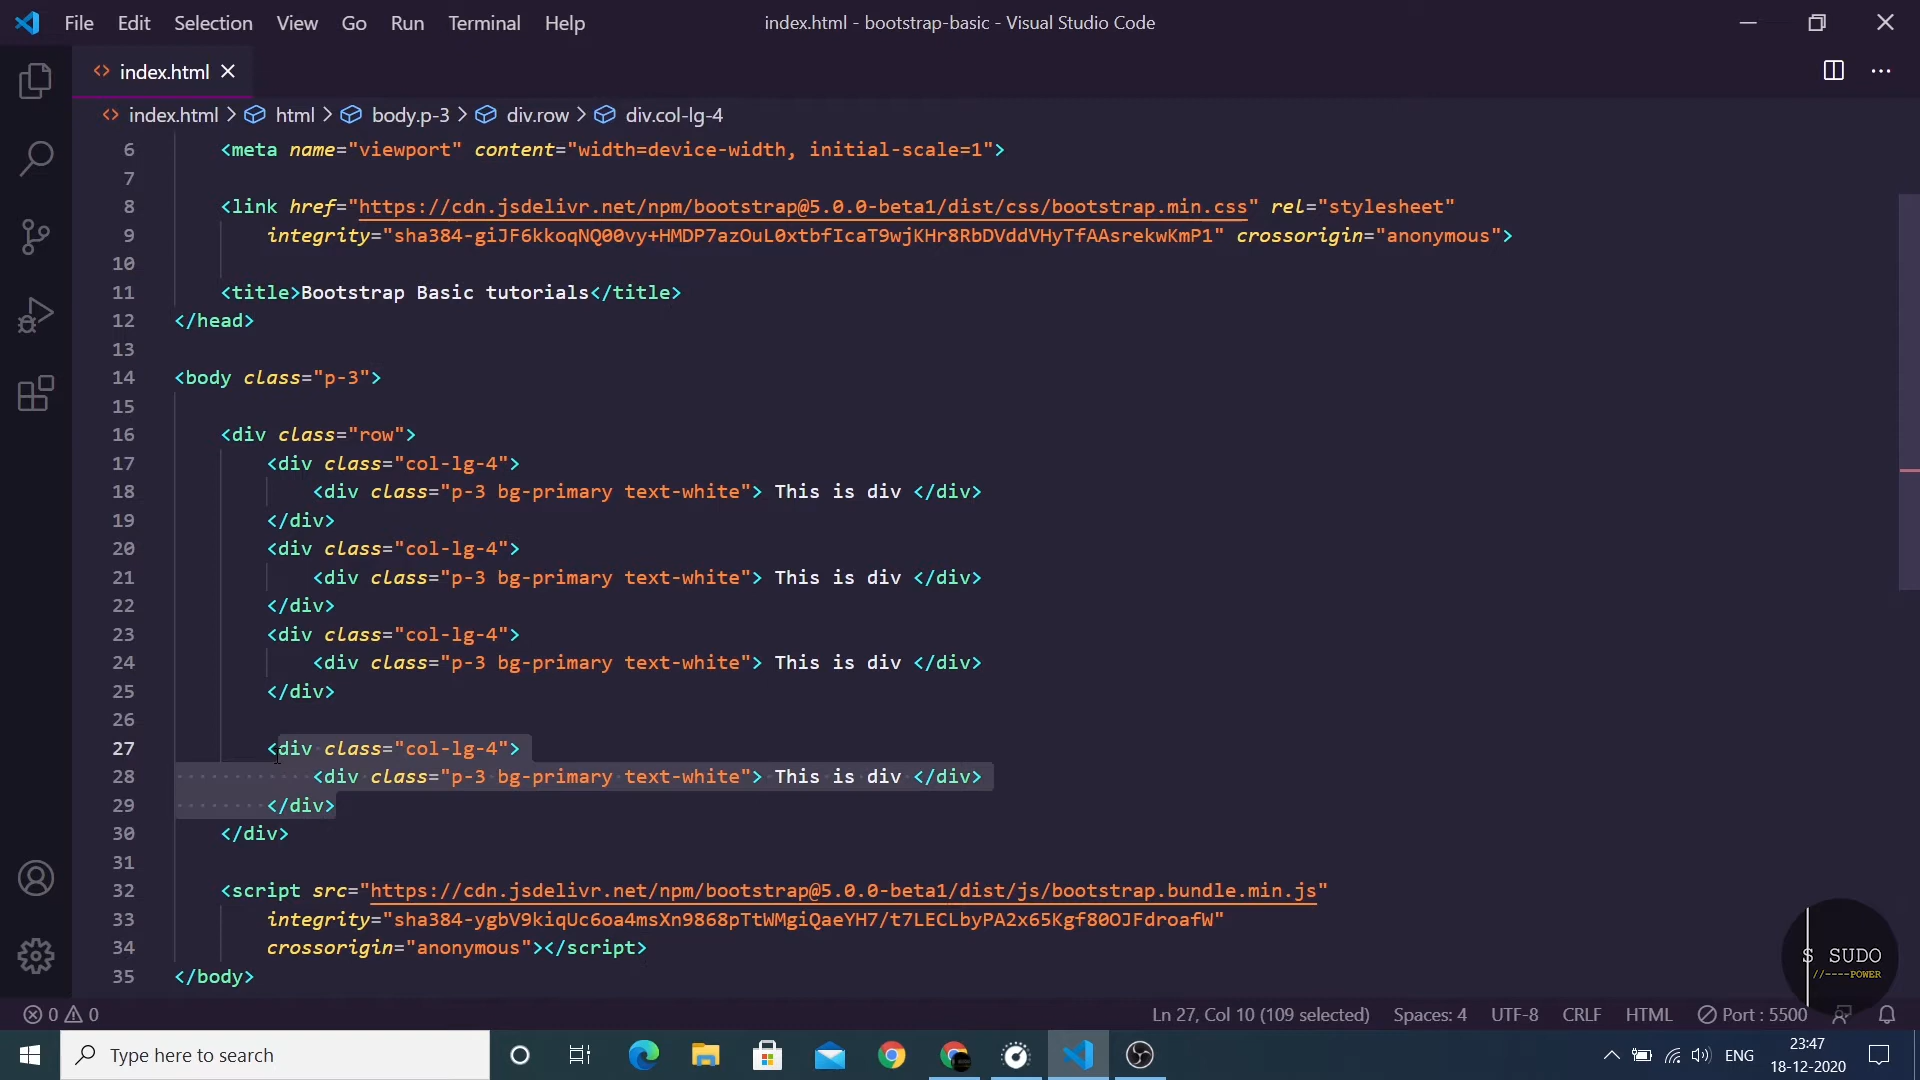 File Edit Selection View Go Run Terminal Help index.html - bootstrap-basic - Visual Studio Code
index.html
index.html > html > body.p-3 > div.row > div.col-lg-4
6 <meta name="viewport" content="width=device-width, initial-scale=1">
7
8 <link href="https://cdn.jsdelivr.net/npm/bootstrap@5.0.0-beta1/dist/css/bootstrap.min.css" rel="stylesheet"
9 integrity="sha384-giJF6kkoqNQ00vy+HMDP7azOuL0xtbfIcaT9wjKHr8RbDVddVHyTfAAsrekwKmP1" crossorigin="anonymous">
10
11 <title>Bootstrap Basic tutorials</title>
12 </head>
13
14 <body class="p-3">
15
16 <div class="row">
17 <div class="col-lg-4">
18 <div class="p-3 bg-primary text-white"> This is div </div>
19 </div>
20 <div class="col-lg-4">
21 <div class="p-3 bg-primary text-white"> This is div </div>
22 </div>
23 <div class="col-lg-4">
24 <div class="p-3 bg-primary text-white"> This is div </div>
25 </div>
26
27 <div class="col-lg-4">
28 <div class="p-3 bg-primary text-white"> This is div </div>
29 </div>
30 </div>
31
32 <script src="https://cdn.jsdelivr.net/npm/bootstrap@5.0.0-beta1/dist/js/bootstrap.bundle.min.js"
33 integrity="sha384-ygbV9kiqUc6oa4msXn9868pTtWMgiQaeYH7/t7LECLbyPA2x65Kgf80OJFdroafW"
34 crossorigin="anonymous"></script>
35 </body>
S SUDO
//----POWER
0 0 Ln 27, Col 10 (109 selected) Spaces: 4 UTF-8 CRLF HTML Port : 5500
Type here to search
ENG
23:47
18-12-2020